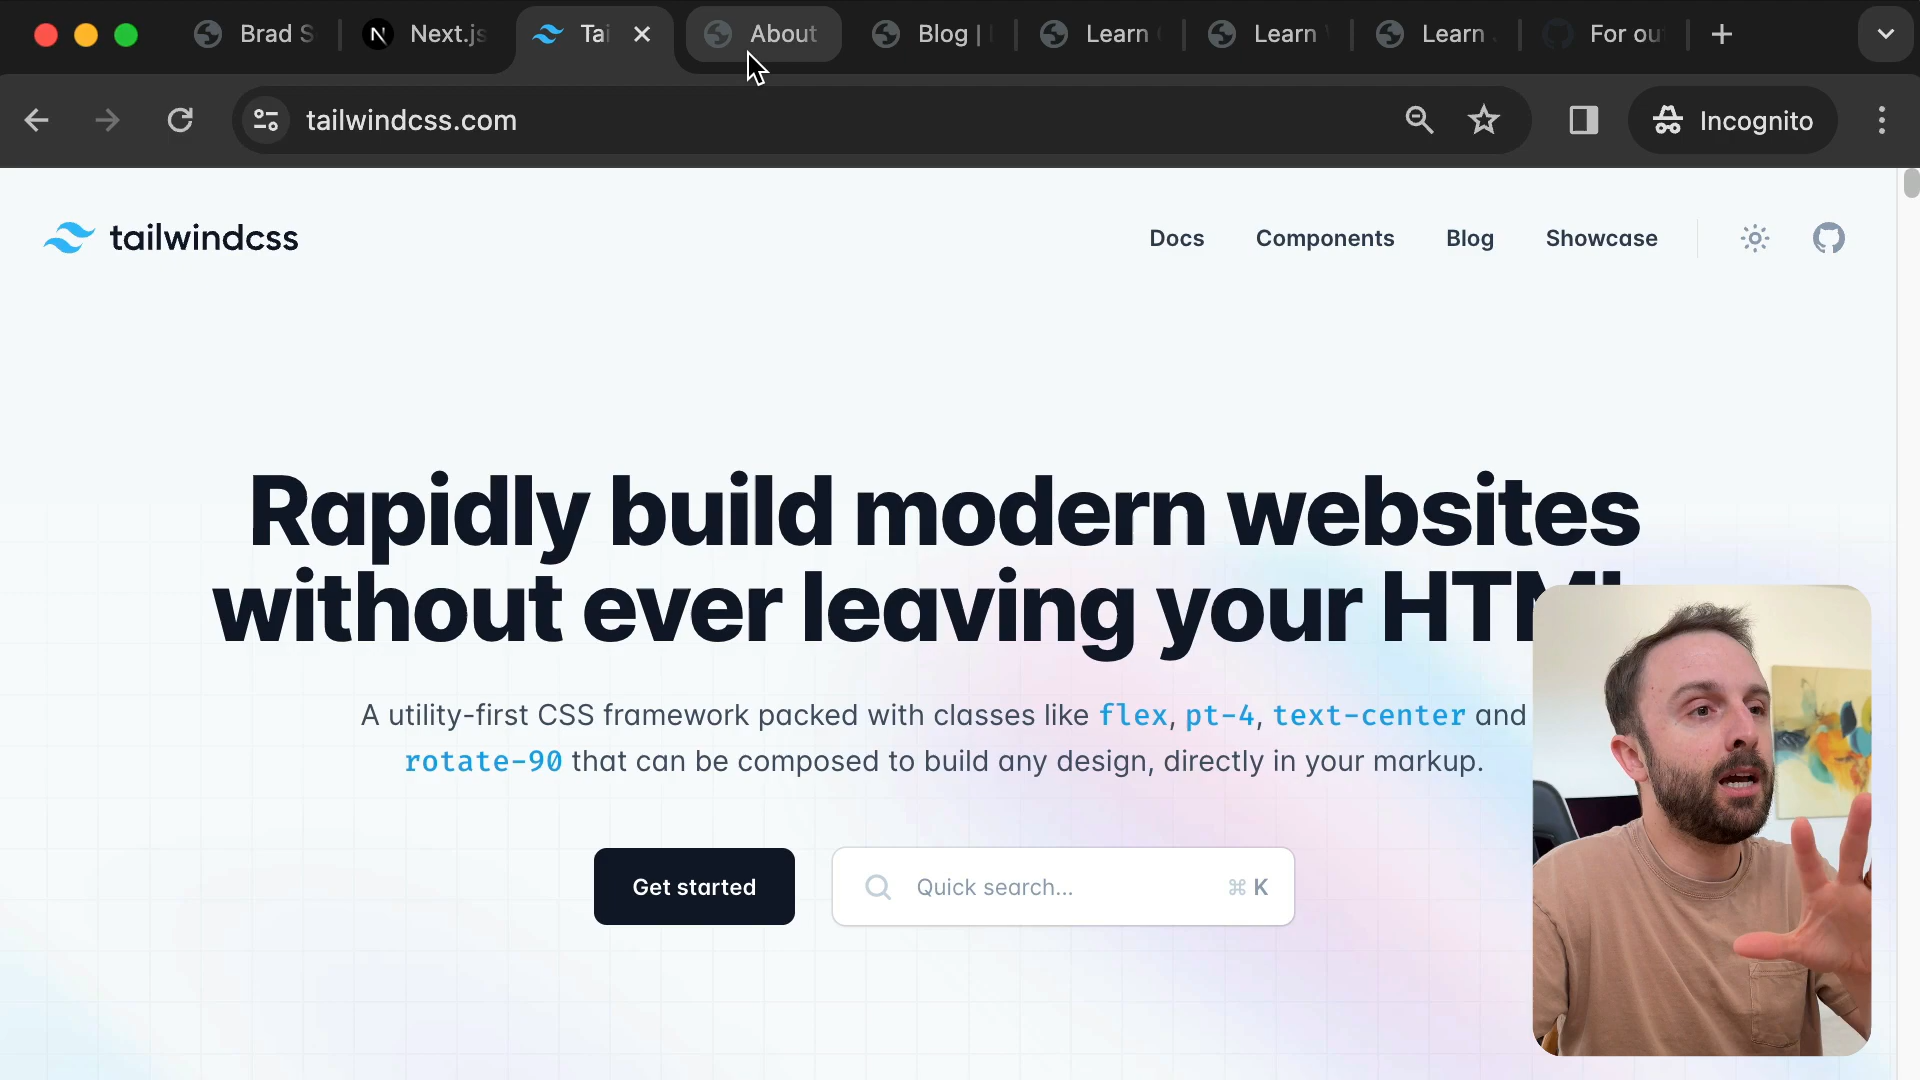 Brad S
Next.js
Tai
About
Blog |
Learn
Learn
Learn
For ou
tailwindcss.com
Incognito
tailwindcss
Docs
Components
Blog
Showcase
Rapidly build modern websites
without ever leaving your HTML
A utility-first CSS framework packed with classes like flex, pt-4, text-center and
rotate-90 that can be composed to build any design, directly in your markup.
Get started
Quick search...
⌘ K